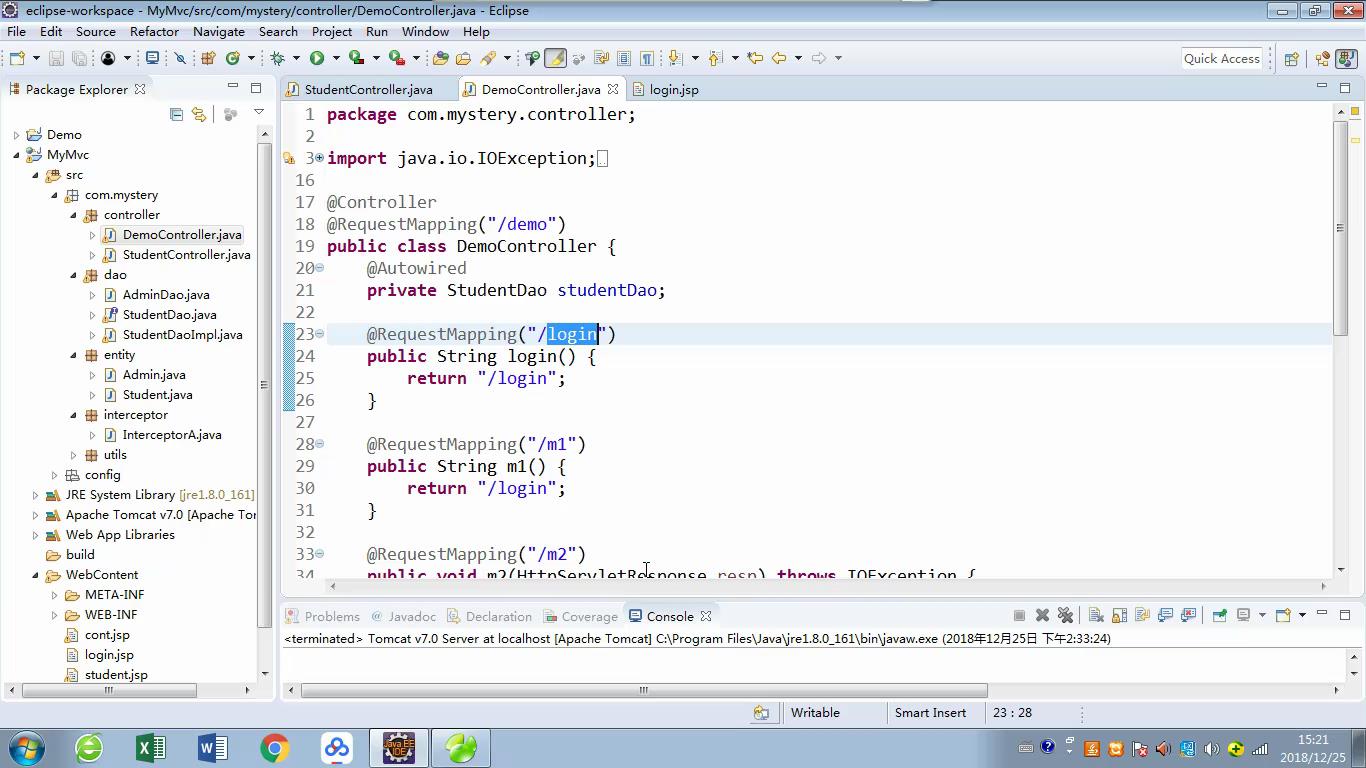 eclipse-workspace - MyMvc/src/com/mystery/controller/DemoController.java - Eclipse
File Edit Source Refactor Navigate Search Project Run Window Help
Quick Access
Package Explorer
StudentController.java DemoController.java login.jsp
Demo
MyMvc
src
com.mystery
controller
DemoController.java
StudentController.java
dao
AdminDao.java
StudentDao.java
StudentDaoImpl.java
entity
Admin.java
Student.java
interceptor
InterceptorA.java
utils
config
JRE System Library [jre1.8.0_161]
Apache Tomcat v7.0 [Apache Tor
Web App Libraries
build
WebContent
META-INF
WEB-INF
cont.jsp
login.jsp
student.jsp
1 package com.mystery.controller;
2
3 import java.io.IOException;
16
17 @Controller
18 @RequestMapping("/demo")
19 public class DemoController {
20 @Autowired
21 private StudentDao studentDao;
22
23 @RequestMapping("/login")
24 public String login() {
25 return "/login";
26 }
27
28 @RequestMapping("/m1")
29 public String m1() {
30 return "/login";
31 }
32
33 @RequestMapping("/m2")
34 public void m2(HttpServletResponse resp) throws IOException {
Problems Javadoc Declaration Coverage Console
<terminated> Tomcat v7.0 Server at localhost [Apache Tomcat] C:\Program Files\Java\jre1.8.0_161\bin\javaw.exe (2018年12月25日 下午2:33:24)
Writable Smart Insert 23 : 28
Java EE
IDE
15:21
2018/12/25